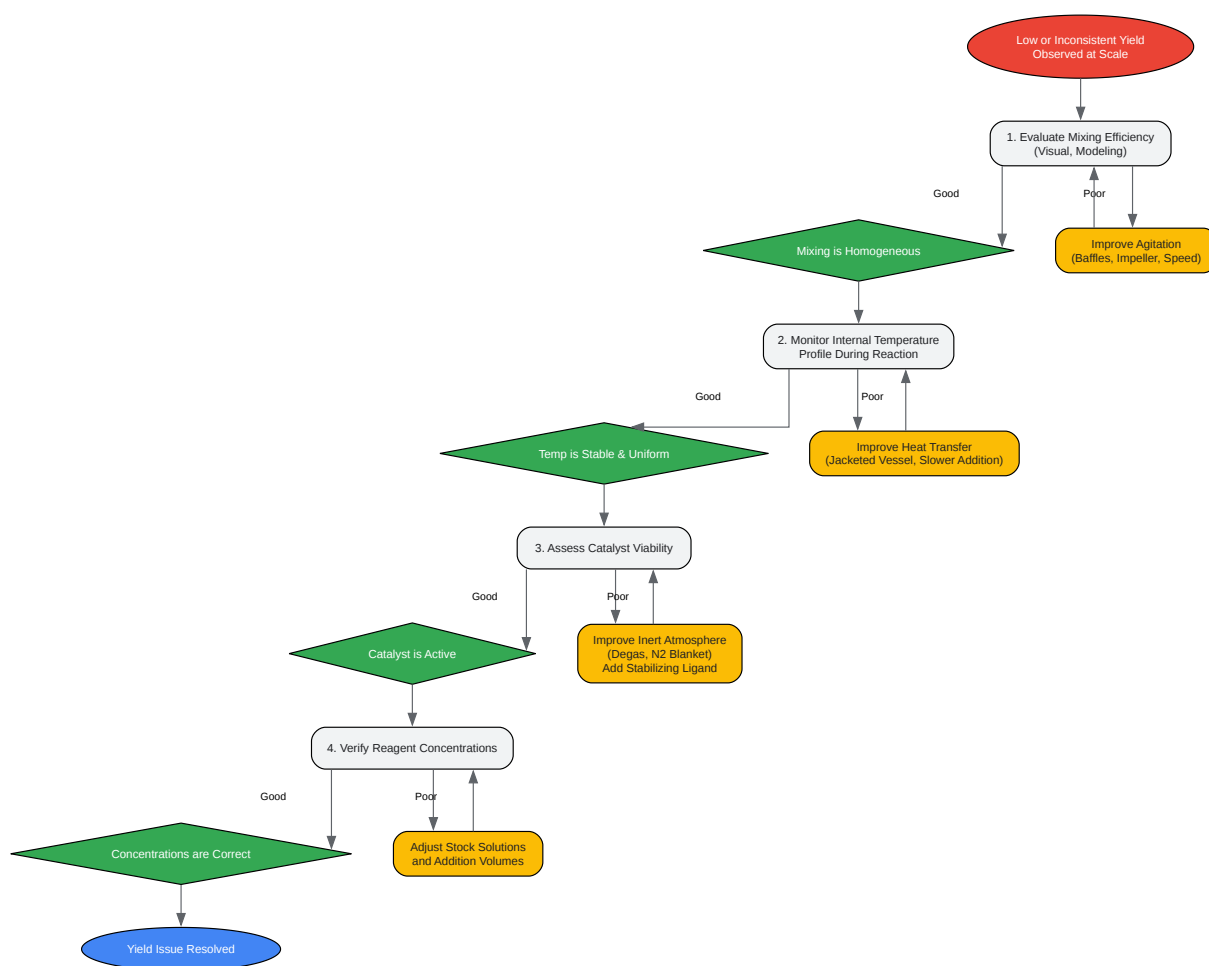 Low or Inconsistent Yield
Observed at Scale
1. Evaluate Mixing Efficiency
(Visual, Modeling)
Good
Poor
Mixing is Homogeneous
Improve Agitation
(Baffles, Impeller, Speed)
2. Monitor Internal Temperature
Profile During Reaction
Good
Poor
Temp is Stable & Uniform
Improve Heat Transfer
(Jacketed Vessel, Slower Addition)
3. Assess Catalyst Viability
Good
Poor
Catalyst is Active
Improve Inert Atmosphere
(Degas, N2 Blanket)
Add Stabilizing Ligand
4. Verify Reagent Concentrations
Good
Poor
Concentrations are Correct
Adjust Stock Solutions
and Addition Volumes
Yield Issue Resolved